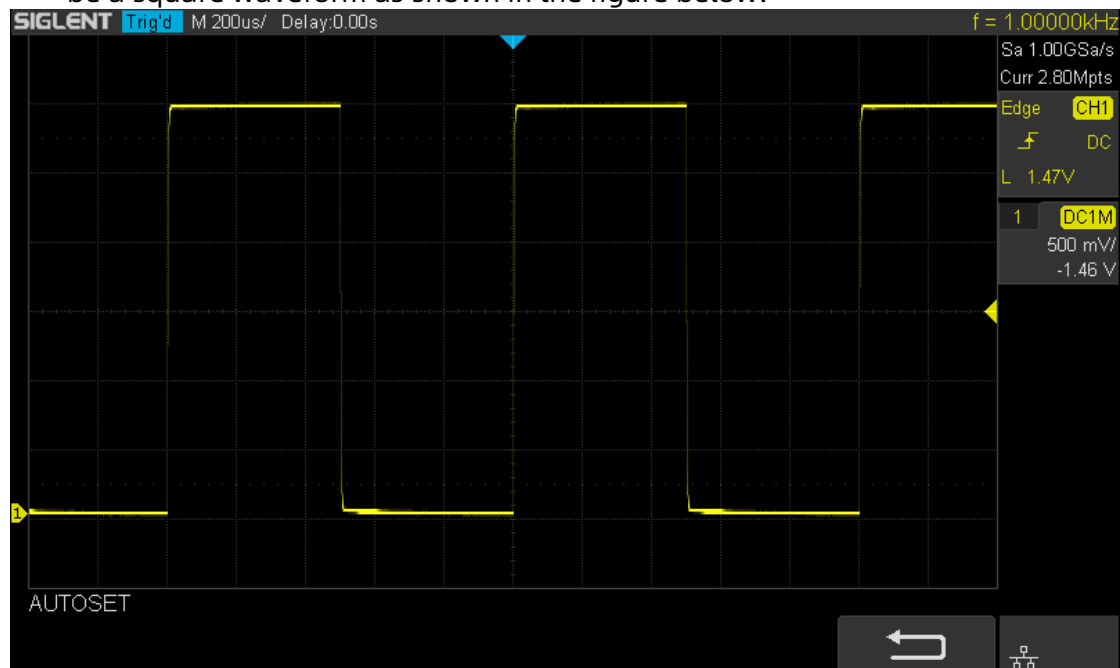 be a square waveform as shown in the figure below:
SIGLENT Trig'd M 200us/ Delay:0.00s f = 1.00000kHz
Sa 1.00GSa/s
Curr 2.80Mpts
Edge CH1
DC
L 1.47V
1 DC1M
500 mV/
-1.46 V
1
AUTOSET